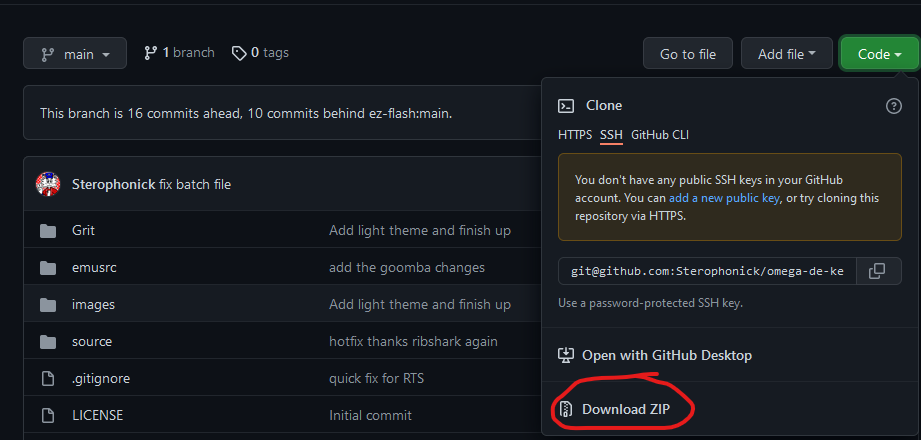 main
1 branch
0 tags
Go to file
Add file
Code
This branch is 16 commits ahead, 10 commits behind ez-flash:main.
Sterophonick fix batch file
Grit Add light theme and finish up
emusrc add the goomba changes
images Add light theme and finish up
source hotfix thanks ribshark again
.gitignore quick fix for RTS
LICENSE Initial commit
Clone
HTTPS SSH GitHub CLI
You don't have any public SSH keys in your GitHub
account. You can add a new public key, or try cloning this
repository via HTTPS.
git@github.com:Sterophonick/omega-de-ke
Use a password-protected SSH key.
Open with GitHub Desktop
Download ZIP